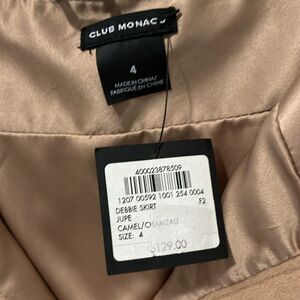 CLUB MONACO
4
MADE IN CHINA/
FABRIQUÉ EN CHINE
400023878509
1207 00592 1001 254 0004
DEBBIE SKIRT F2
JUPE
CAMEL/CHAMEAU
SIZE: 4
$129.00